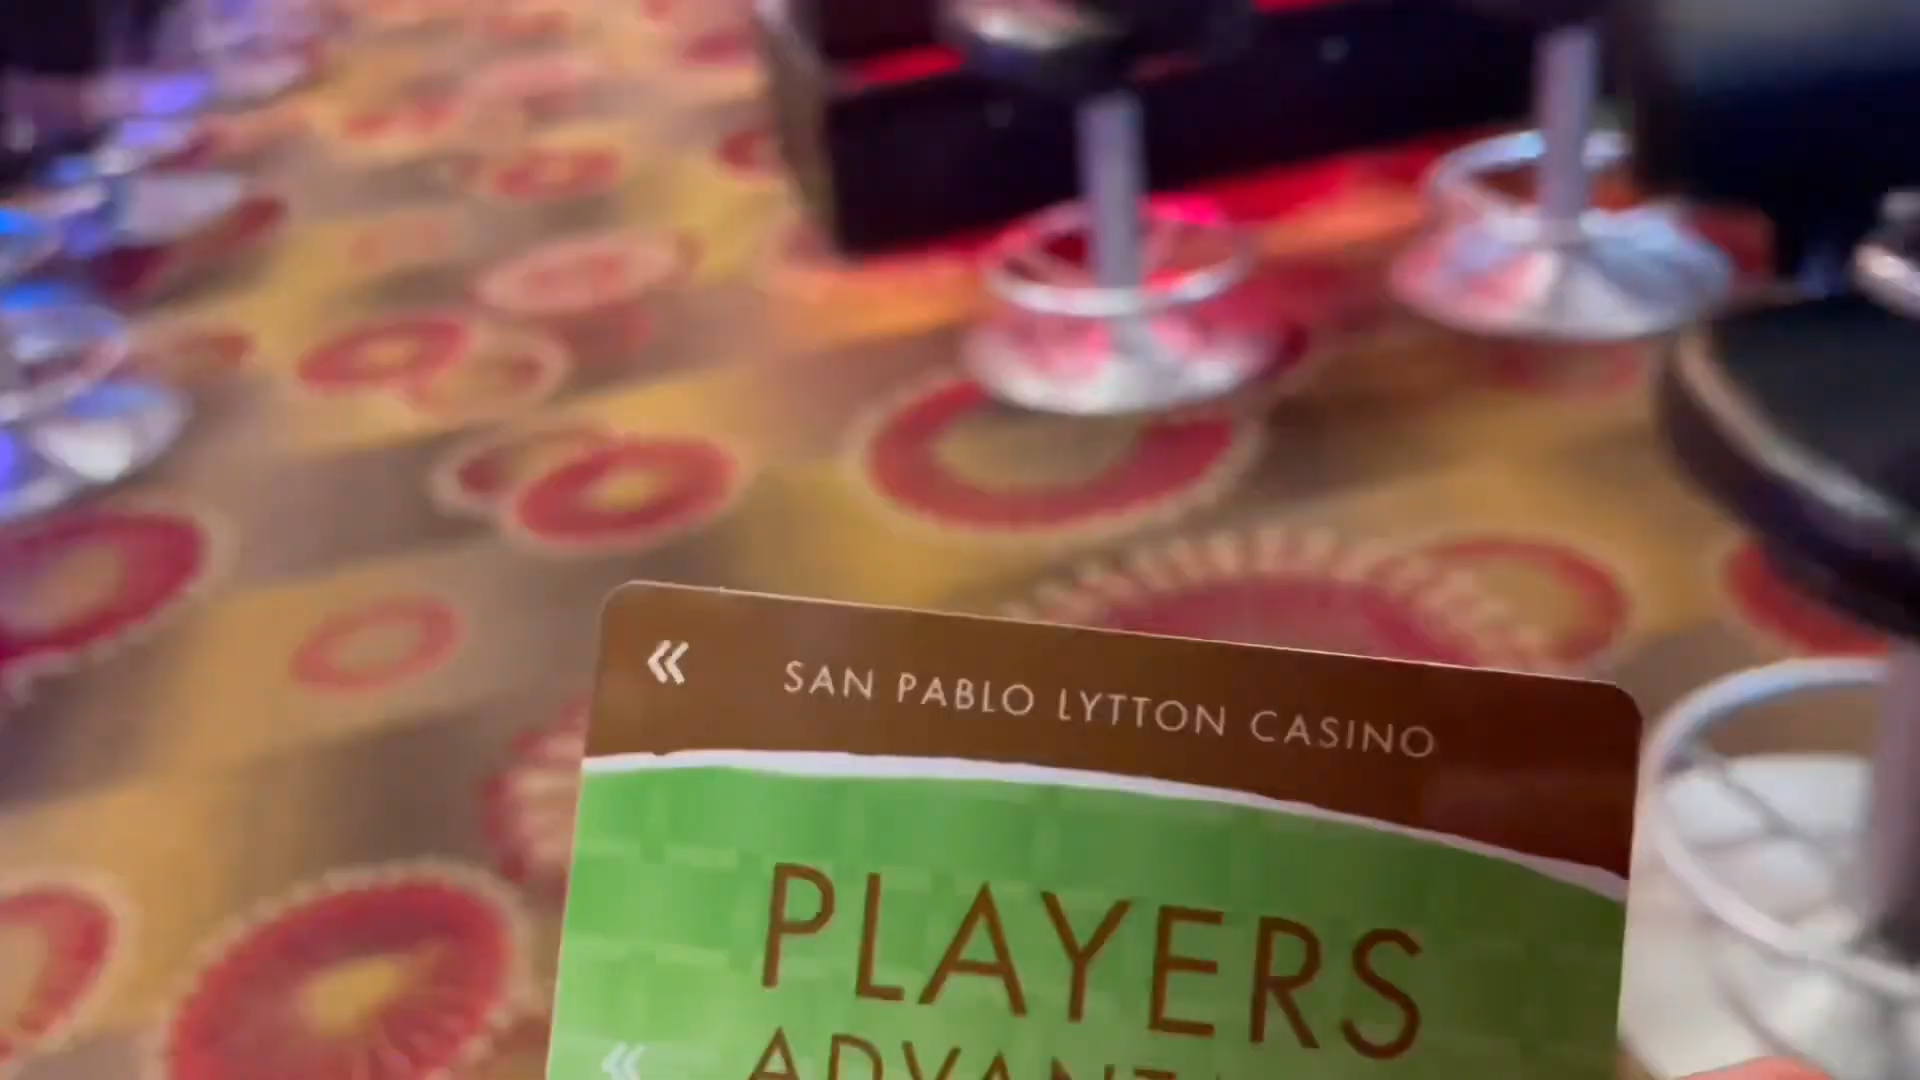 « SAN PABLO LYTTON CASINO
PLAYERS
«